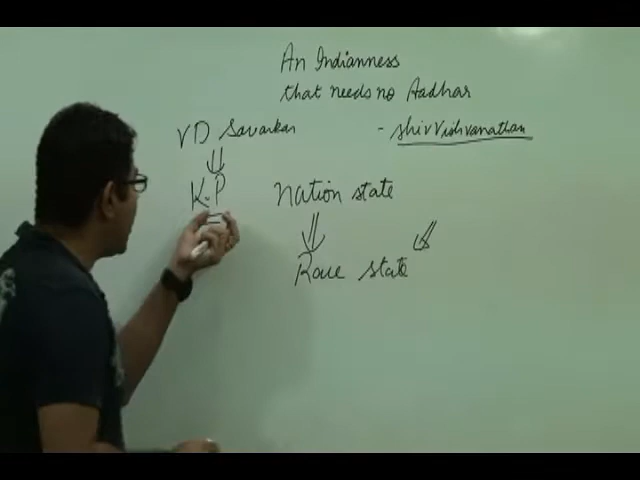 An Indianness
that needs no Aadhar
- Shiv Vishvanathan
VD Savarkar
K.P
nation state
Race state